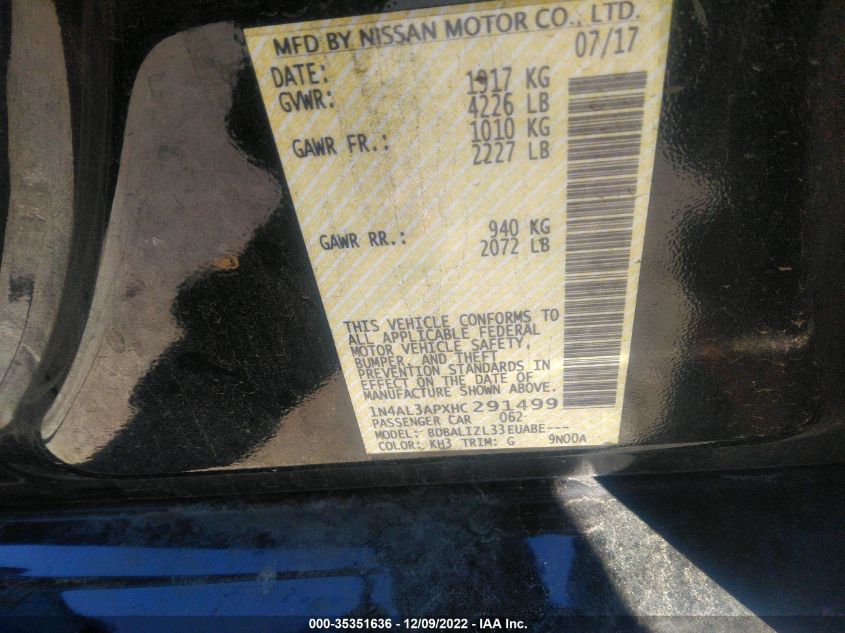 MFD BY NISSAN MOTOR CO., LTD.
DATE: 07/17
GVWR: 1917 KG
4226 LB
GAWR FR.: 1010 KG
2227 LB
GAWR RR.: 940 KG
2072 LB
THIS VEHICLE CONFORMS TO
ALL APPLICABLE FEDERAL
MOTOR VEHICLE SAFETY,
BUMPER, AND THEFT
PREVENTION STANDARDS IN
EFFECT ON THE DATE OF
MANUFACTURE SHOWN ABOVE.
1N4AL3APXHC291499
PASSENGER CAR 062
MODEL: BDBALIZL33EUABE---
COLOR: KH3 TRIM: G 9N00A
000-35351636 - 12/09/2022 - IAA Inc.